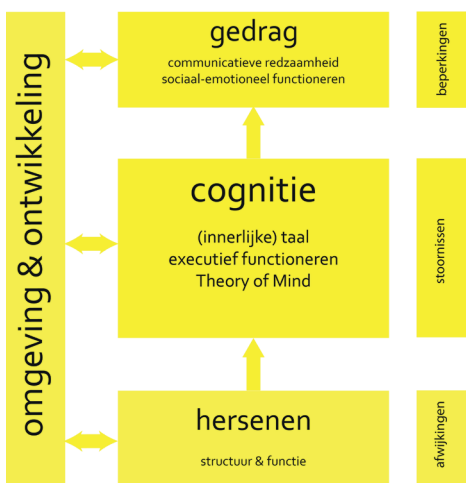 omgeving & ontwikkeling
gedrag
communicatieve redzaamheid
sociaal-emotioneel functioneren
beperkingen
cognitie
(innerlijke) taal
executief functioneren
Theory of Mind
stoornissen
hersenen
structuur & functie
afwijkingen